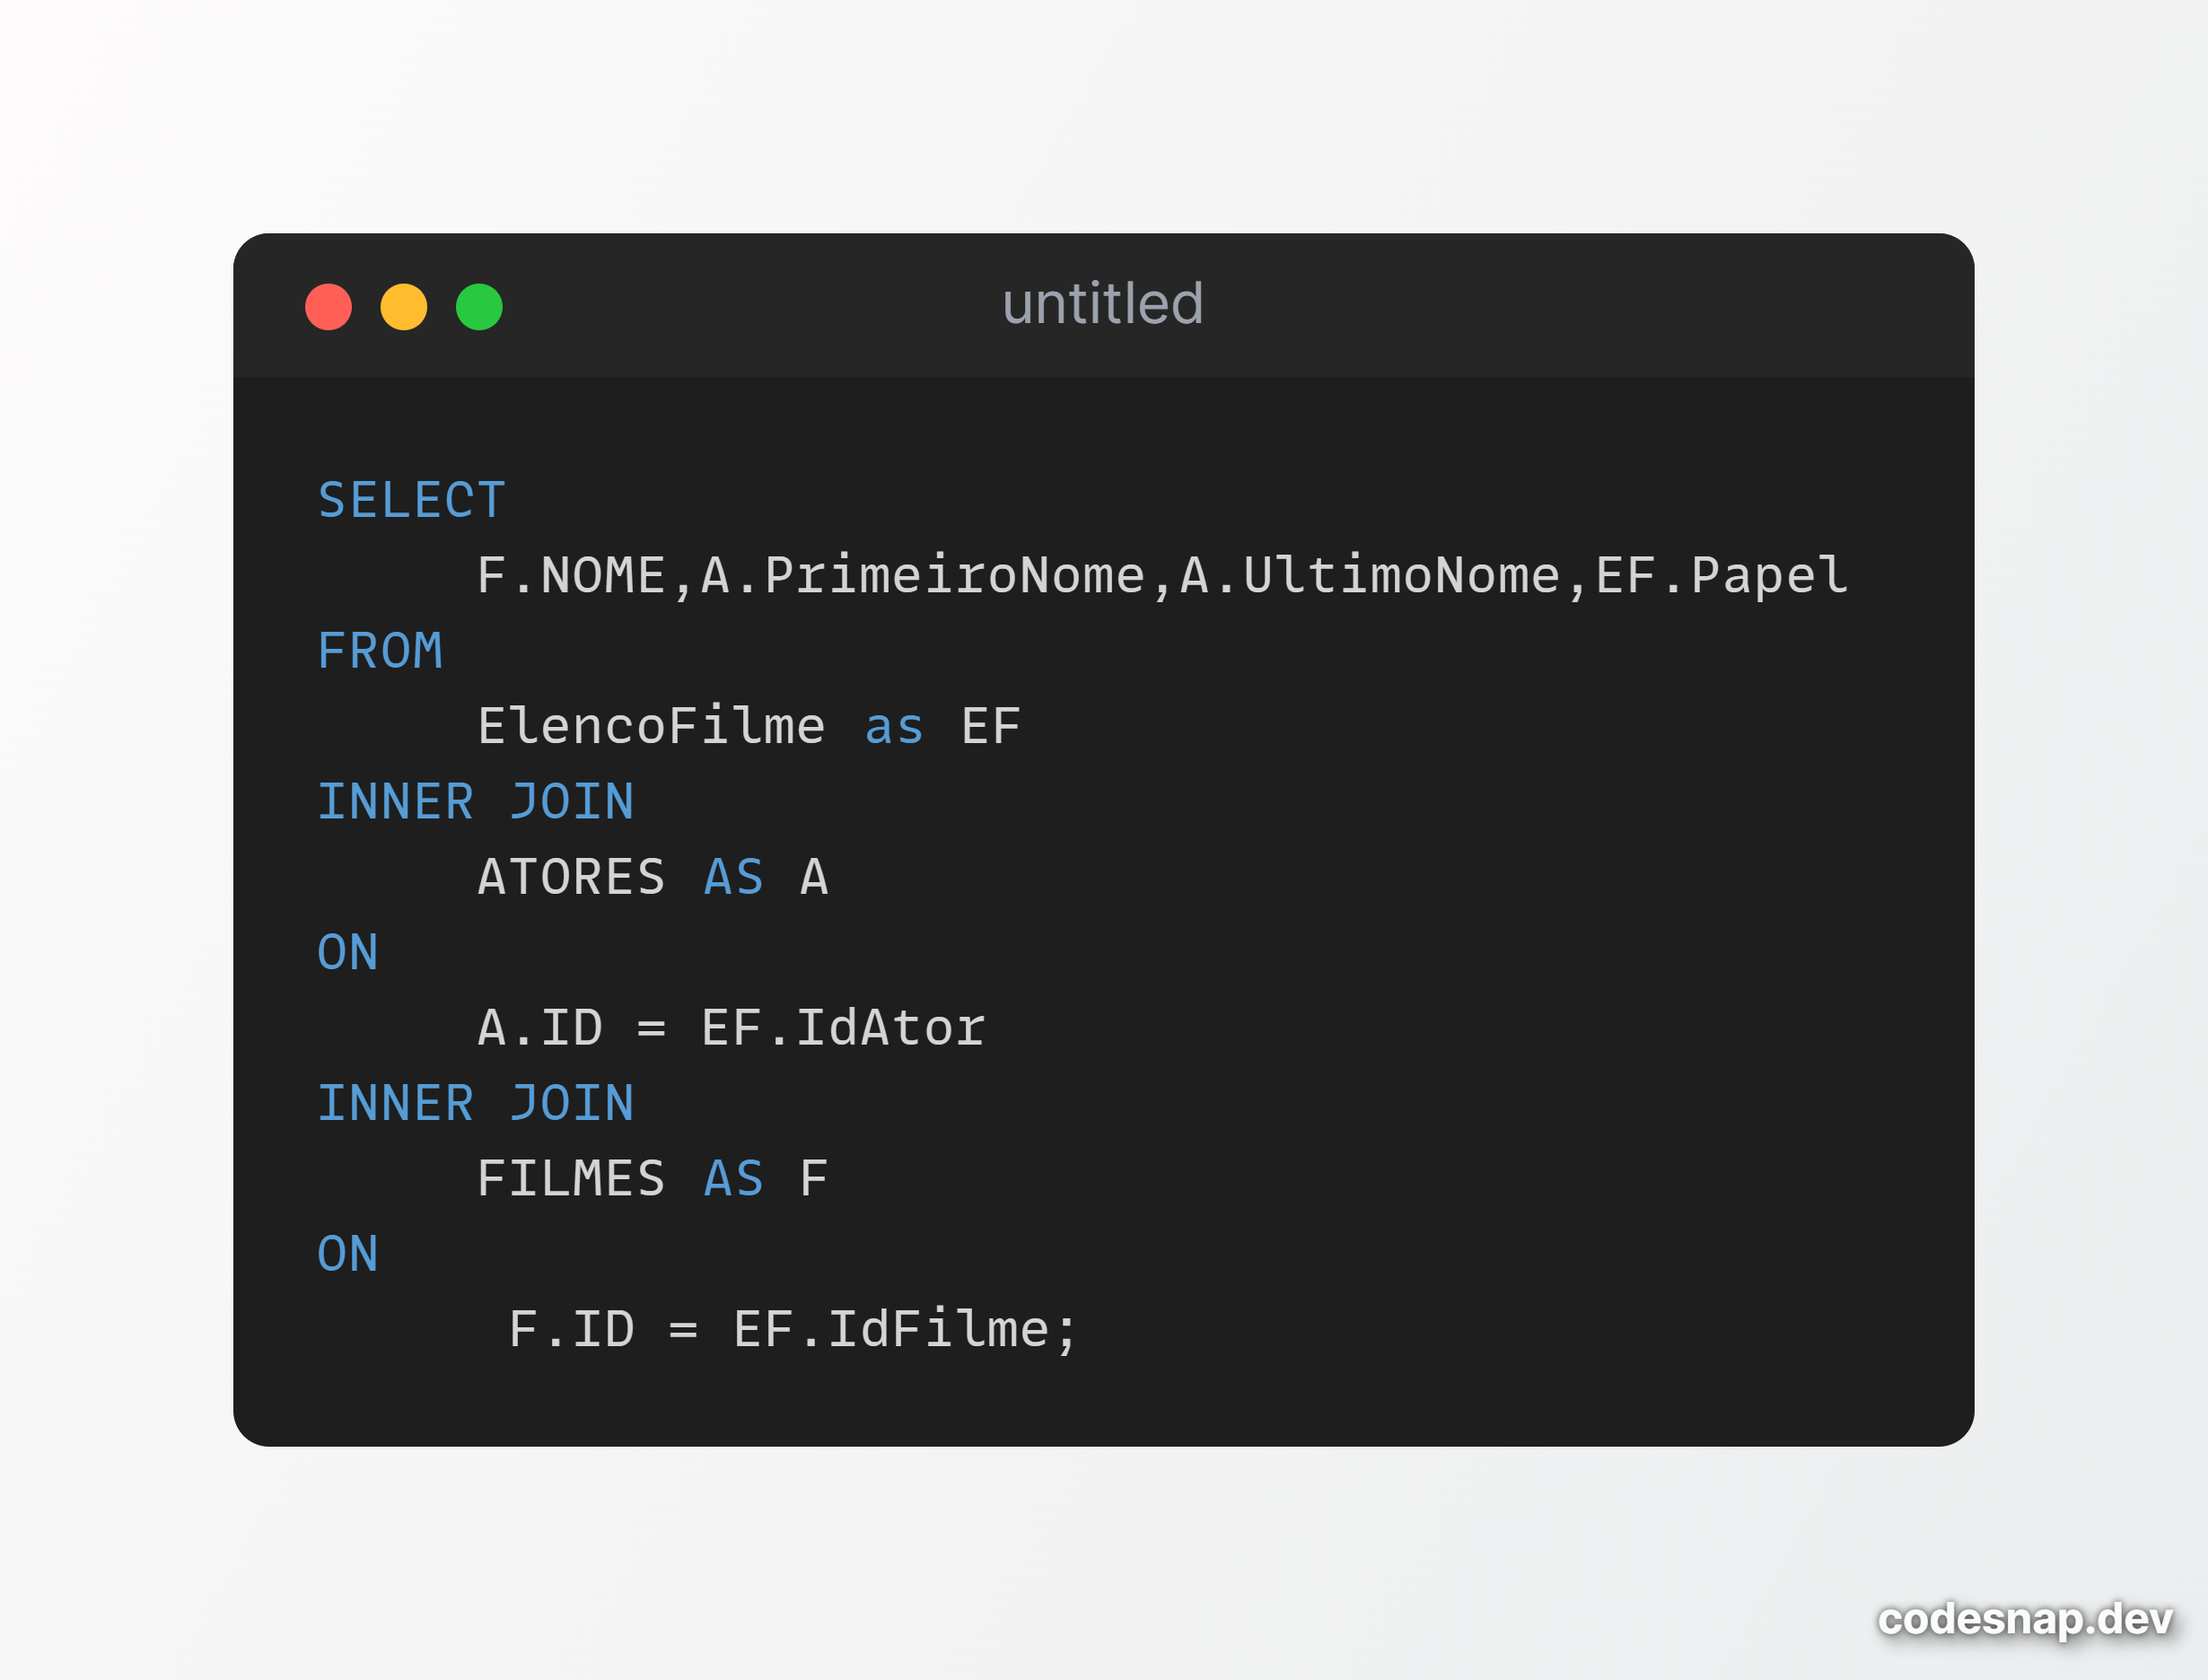 untitled
SELECT
F.NOME,A.PrimeiroNome,A.UltimoNome,EF.Papel
FROM
ElencoFilme as EF
INNER JOIN
ATORES AS A
ON
A.ID = EF.IdAtor
INNER JOIN
FILMES AS F
ON
F.ID = EF.IdFilme;
codesnap.dev